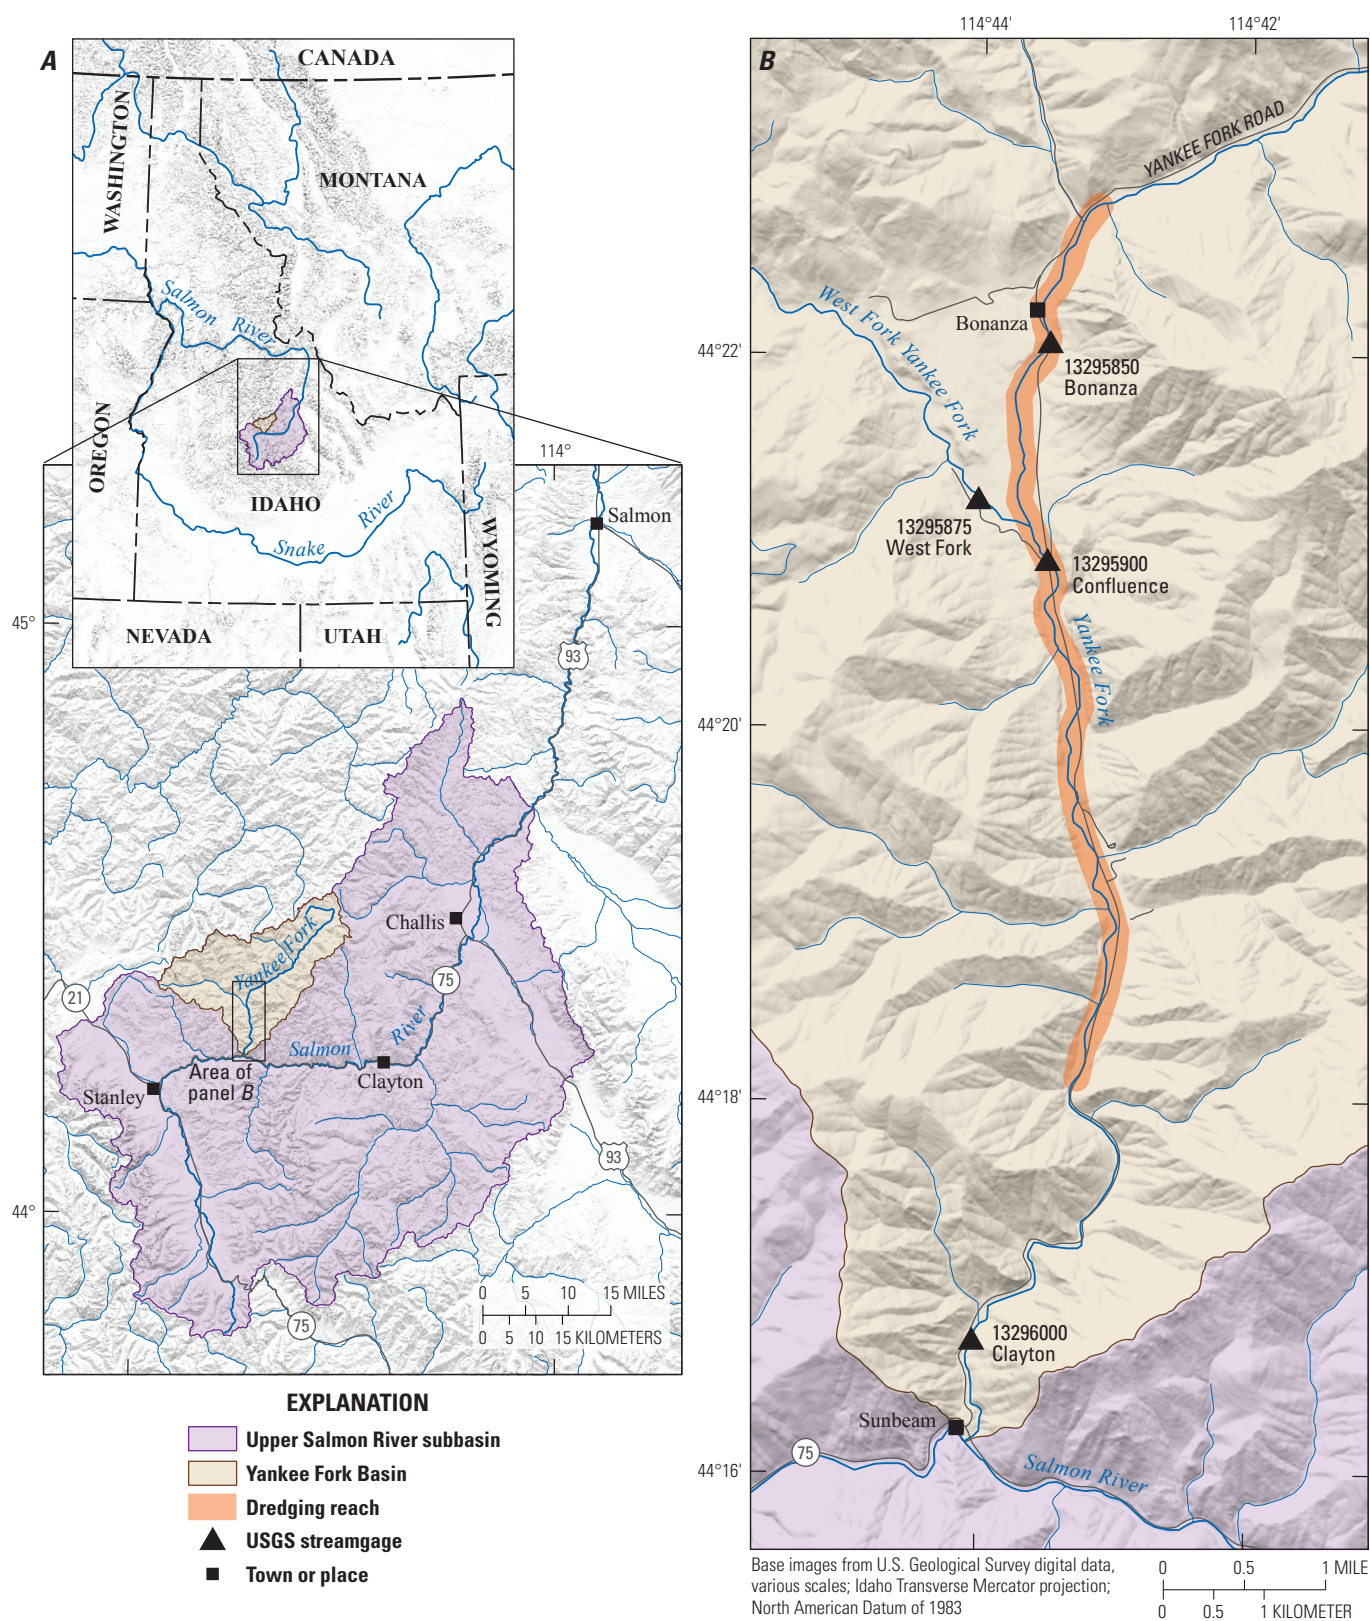 A
CANADA
WASHINGTON
MONTANA
Salmon River
OREGON
IDAHO
Snake River
WYOMING
NEVADA
UTAH
114°
45°
44°
Salmon
93
Challis
Yankee Fork
75
21
Salmon River
Area of
panel B
Clayton
Stanley
93
75
0 5 10 15 MILES
0 5 10 15 KILOMETERS
EXPLANATION
Upper Salmon River subbasin
Yankee Fork Basin
Dredging reach
USGS streamgage
Town or place
B
114°44'
114°42'
YANKEE FORK ROAD
West Fork Yankee Fork
Bonanza
44°22'
13295850
Bonanza
13295875
West Fork
13295900
Confluence
Yankee Fork
44°20'
44°18'
13296000
Clayton
Sunbeam
75
44°16'
Salmon River
Base images from U.S. Geological Survey digital data,
various scales; Idaho Transverse Mercator projection;
North American Datum of 1983
0 0.5 1 MILE
0 0.5 1 KILOMETER